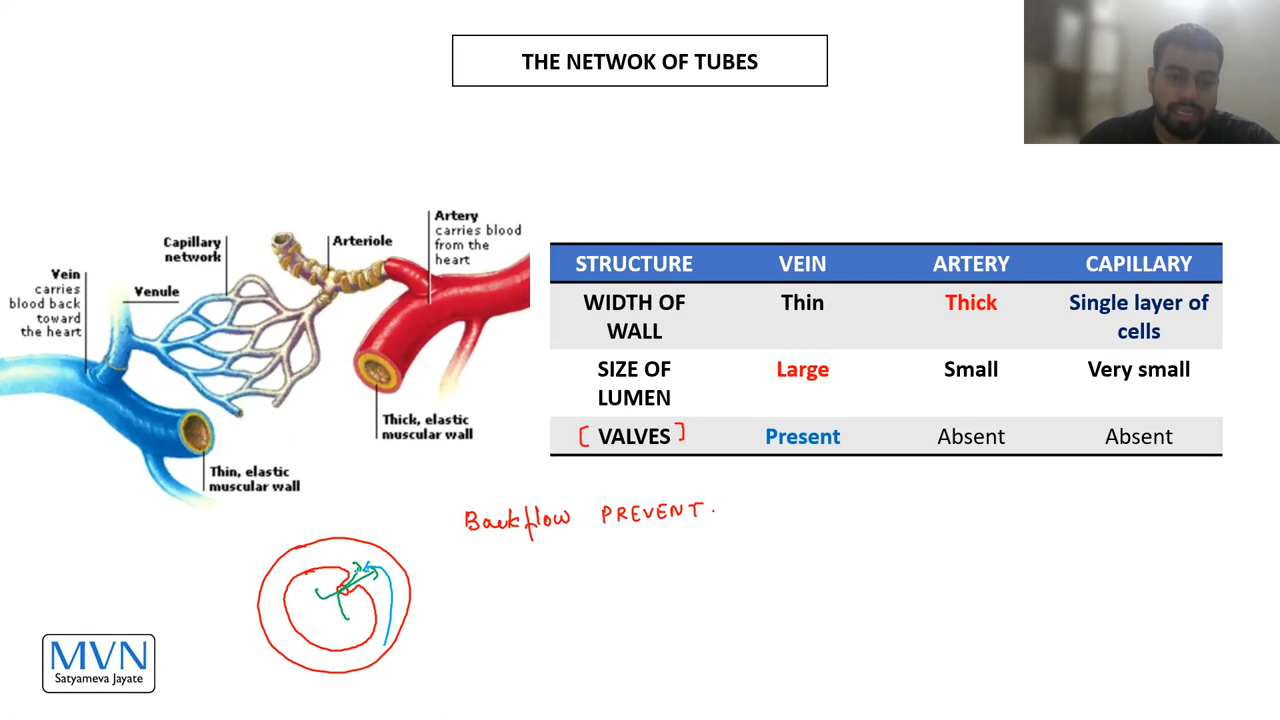 THE NETWOK OF TUBES
Artery
carries blood
from the
heart
Arteriole
Capillary
network
Vein
carries
blood back
toward
the heart
Venule
Thick, elastic
muscular wall
Thin, elastic
muscular wall
STRUCTURE VEIN ARTERY CAPILLARY
WIDTH OF WALL Thin Thick Single layer of cells
SIZE OF LUMEN Large Small Very small
[ VALVES ] Present Absent Absent
Backflow PREVENT.
MVN
Satyameva Jayate